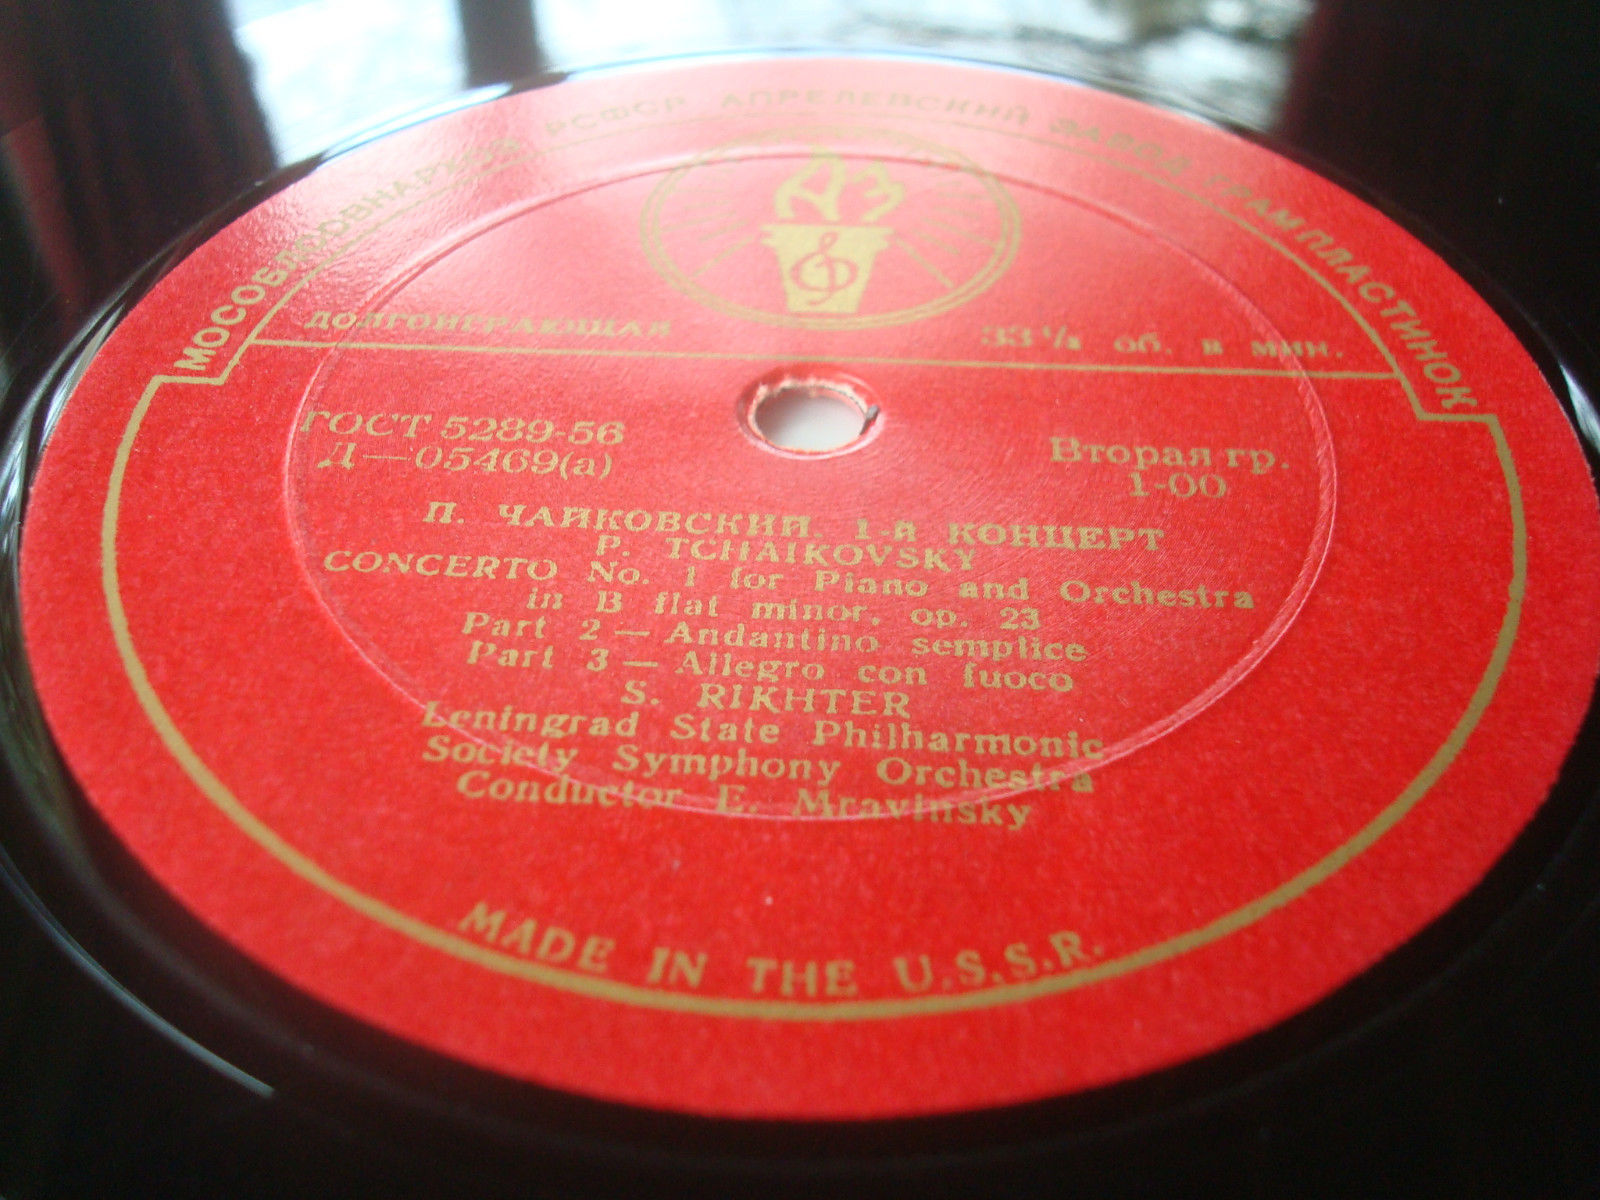 МОСОБЛСОВНАРХОЗ РСФСР АПРЕЛЕВСКИЙ ЗАВОД ГРАМПЛАСТИНОК
АЗ
ДОЛГОИГРАЮЩАЯ 33⅓ об. в мин.
ГОСТ 5289-56 Вторая гр.
Д—05469(а) 1-00
П. ЧАЙКОВСКИЙ. 1-й КОНЦЕРТ
P. TCHAIKOVSKY
CONCERTO No. 1 for Piano and Orchestra
in B flat minor, op. 23
Part 2 — Andantino semplice
Part 3 — Allegro con fuoco
S. RIKHTER
Leningrad State Philharmonic
Society Symphony Orchestra
Conductor E. Mravinsky
MADE IN THE U.S.S.R.